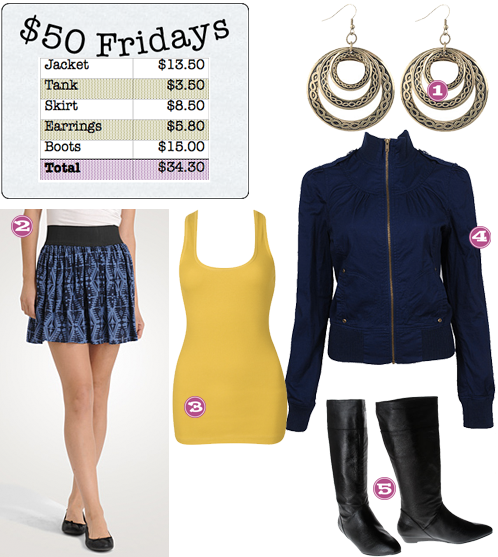 $50 Fridays
Jacket $13.50
Tank $3.50
Skirt $8.50
Earrings $5.80
Boots $15.00
Total $34.30
1
2
4
3
5